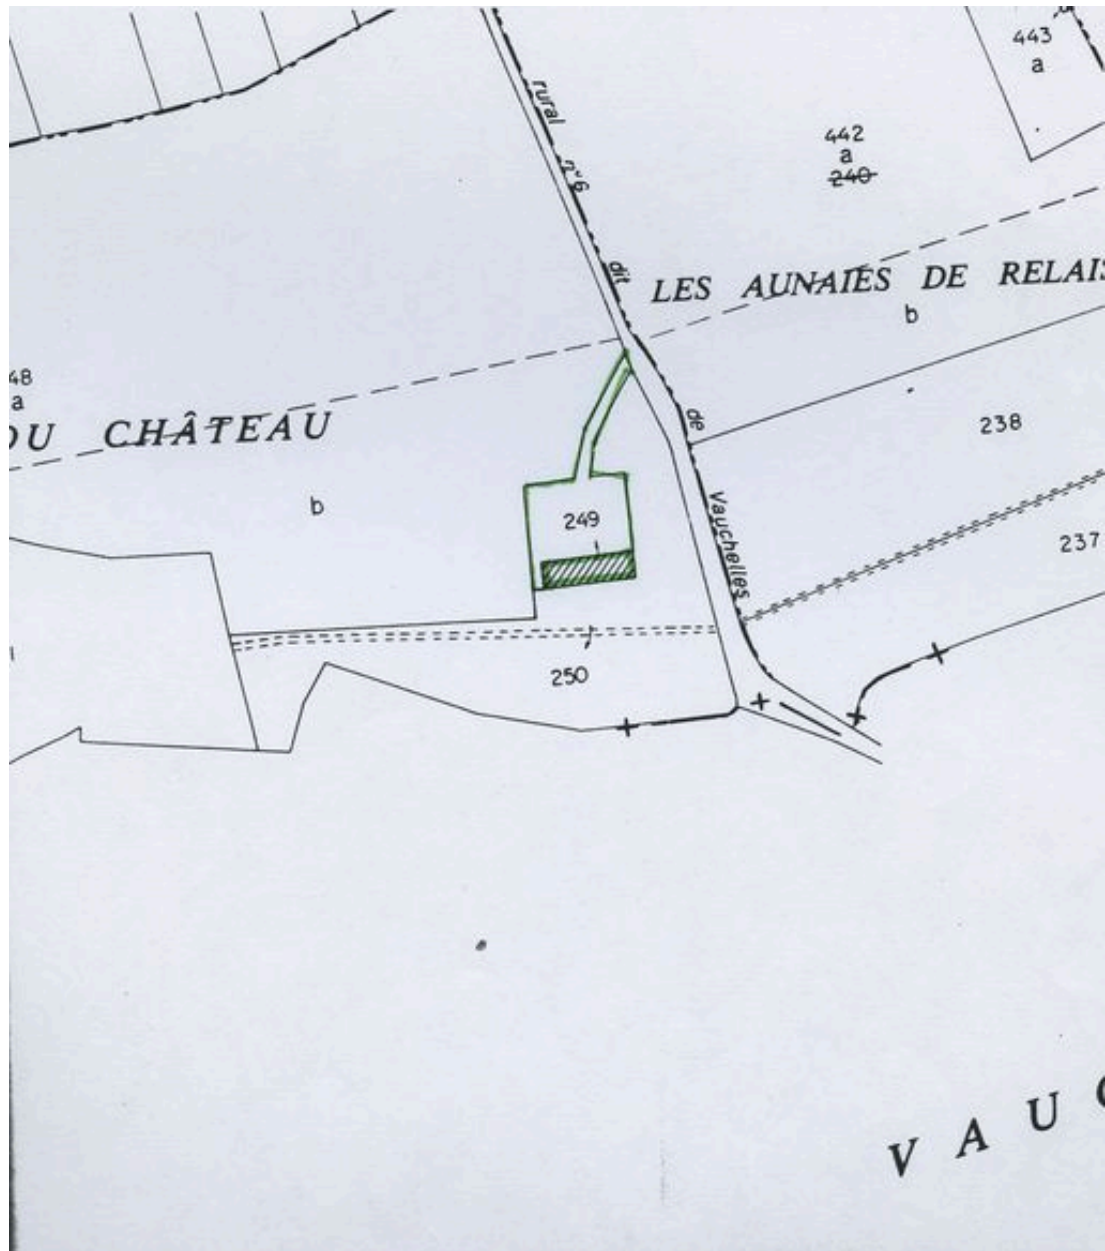 443
a
442
a
240
rural n°6 dit de Vauchelles
LES AUNAIES DE RELAIS
b
48
a
DU CHÂTEAU
238
b
249
237
250
VAUC